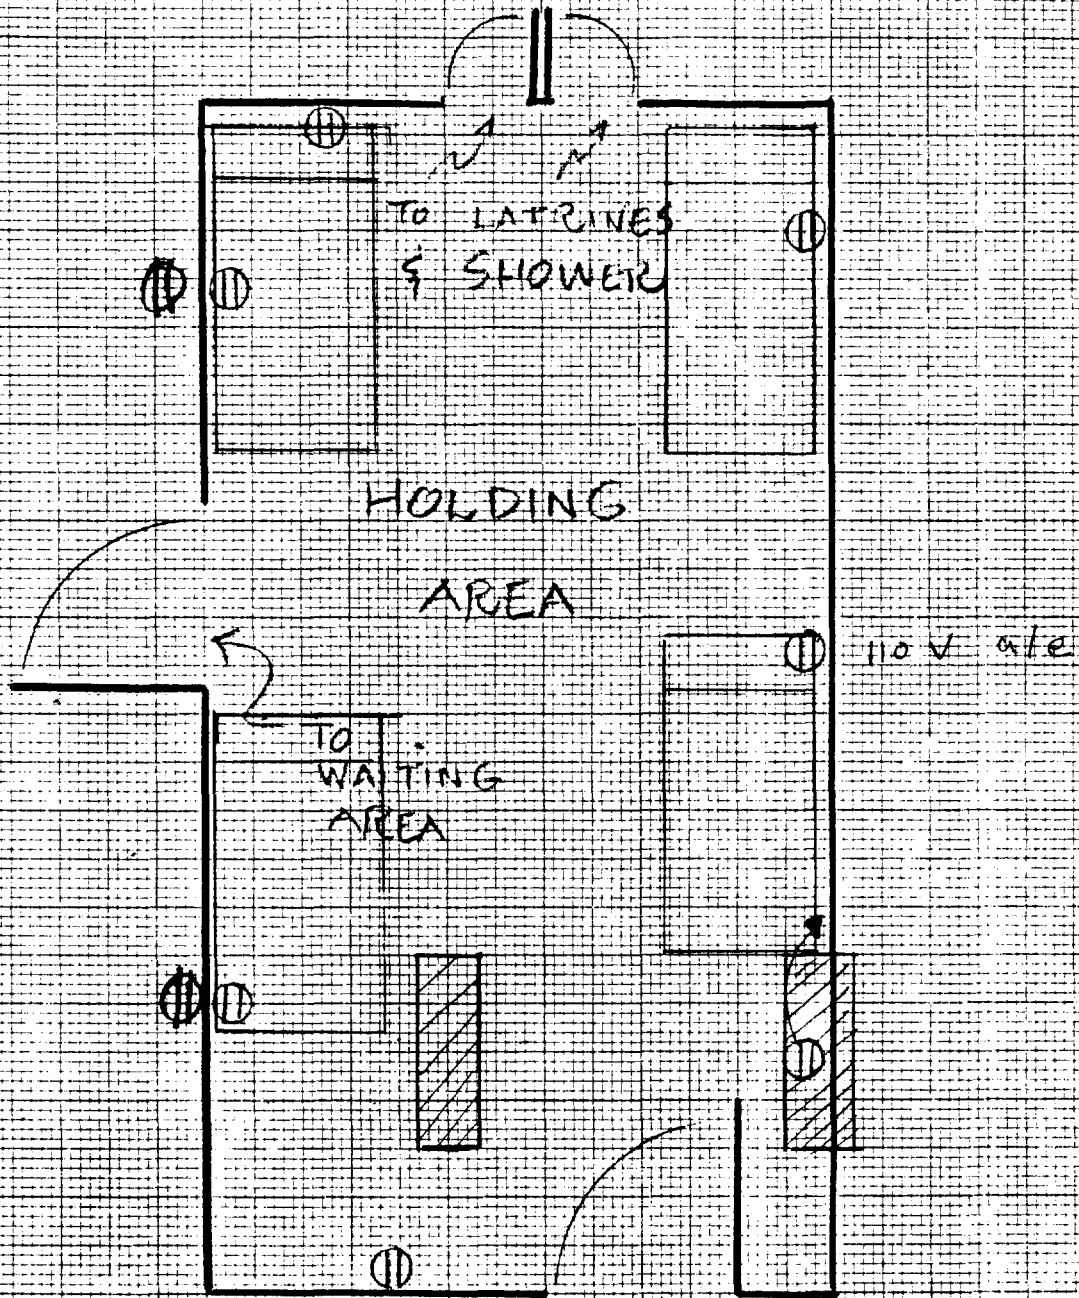 TO LATRINES
& SHOWER
HOLDING
AREA
110 V a/c
TO
WAITING
AREA